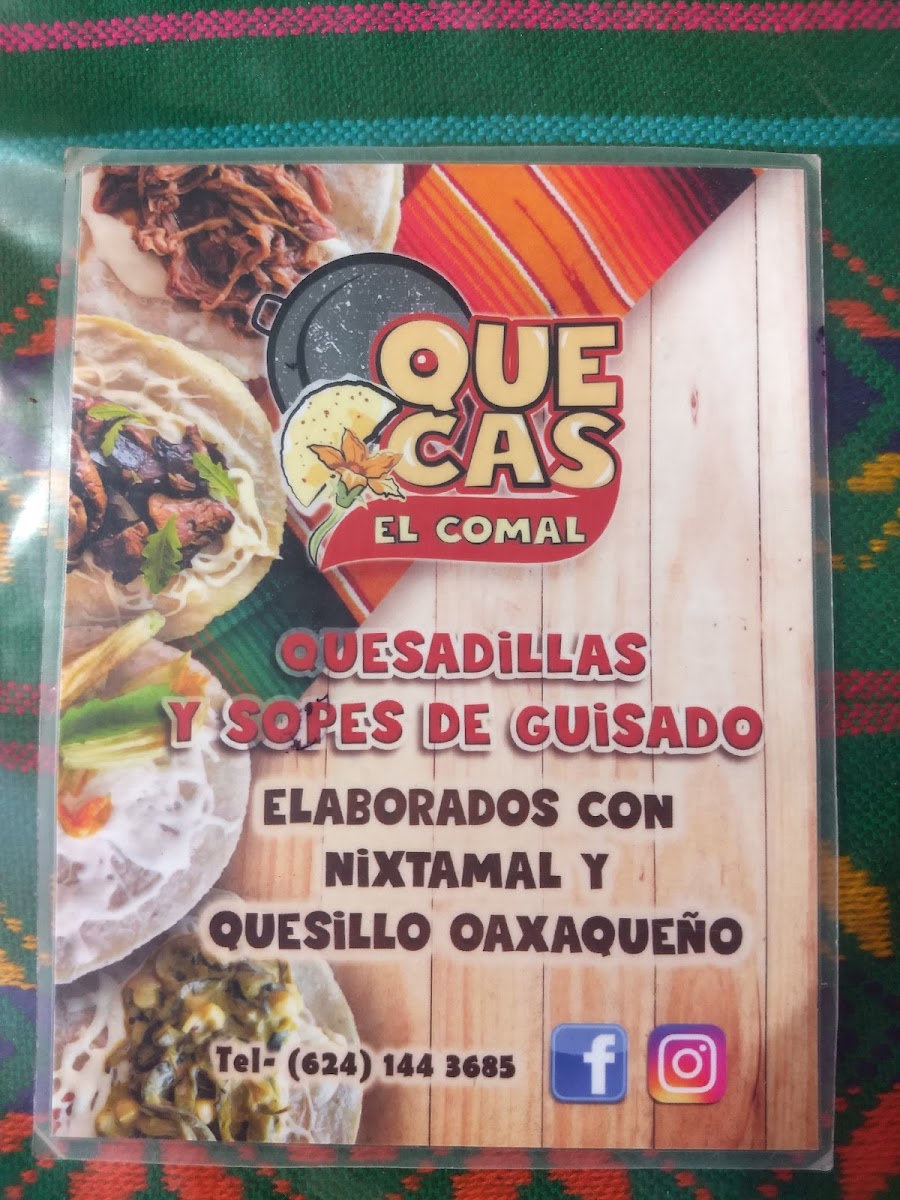 QUE
CAS
EL COMAL
QUESADiLLAS
Y SOPES DE GUiSADO
ELABORADOS CON
NiXTAMAL Y
QUESiLLO OAXAQUEÑO
Tel- (624) 144 3685
f